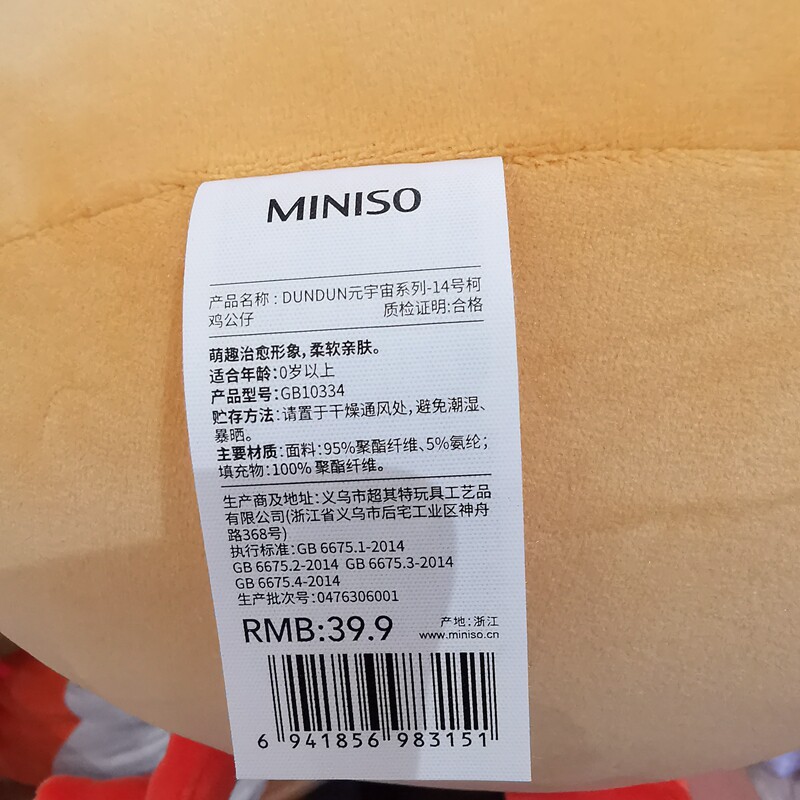 MINISO
产品名称：DUNDUN元宇宙系列-14号柯
鸡公仔 质检证明:合格
萌趣治愈形象，柔软亲肤。
适合年龄:0岁以上
产品型号:GB10334
贮存方法:请置于干燥通风处，避免潮湿、
暴晒。
主要材质:面料:95%聚酯纤维、5%氨纶;
填充物:100% 聚酯纤维。
生产商及地址:义乌市超其特玩具工艺品
有限公司(浙江省义乌市后宅工业区神舟
路368号)
执行标准:GB 6675.1-2014
GB 6675.2-2014 GB 6675.3-2014
GB 6675.4-2014
生产批次号:0476306001
RMB:39.9 产地:浙江
www.miniso.cn
6 941856 983151